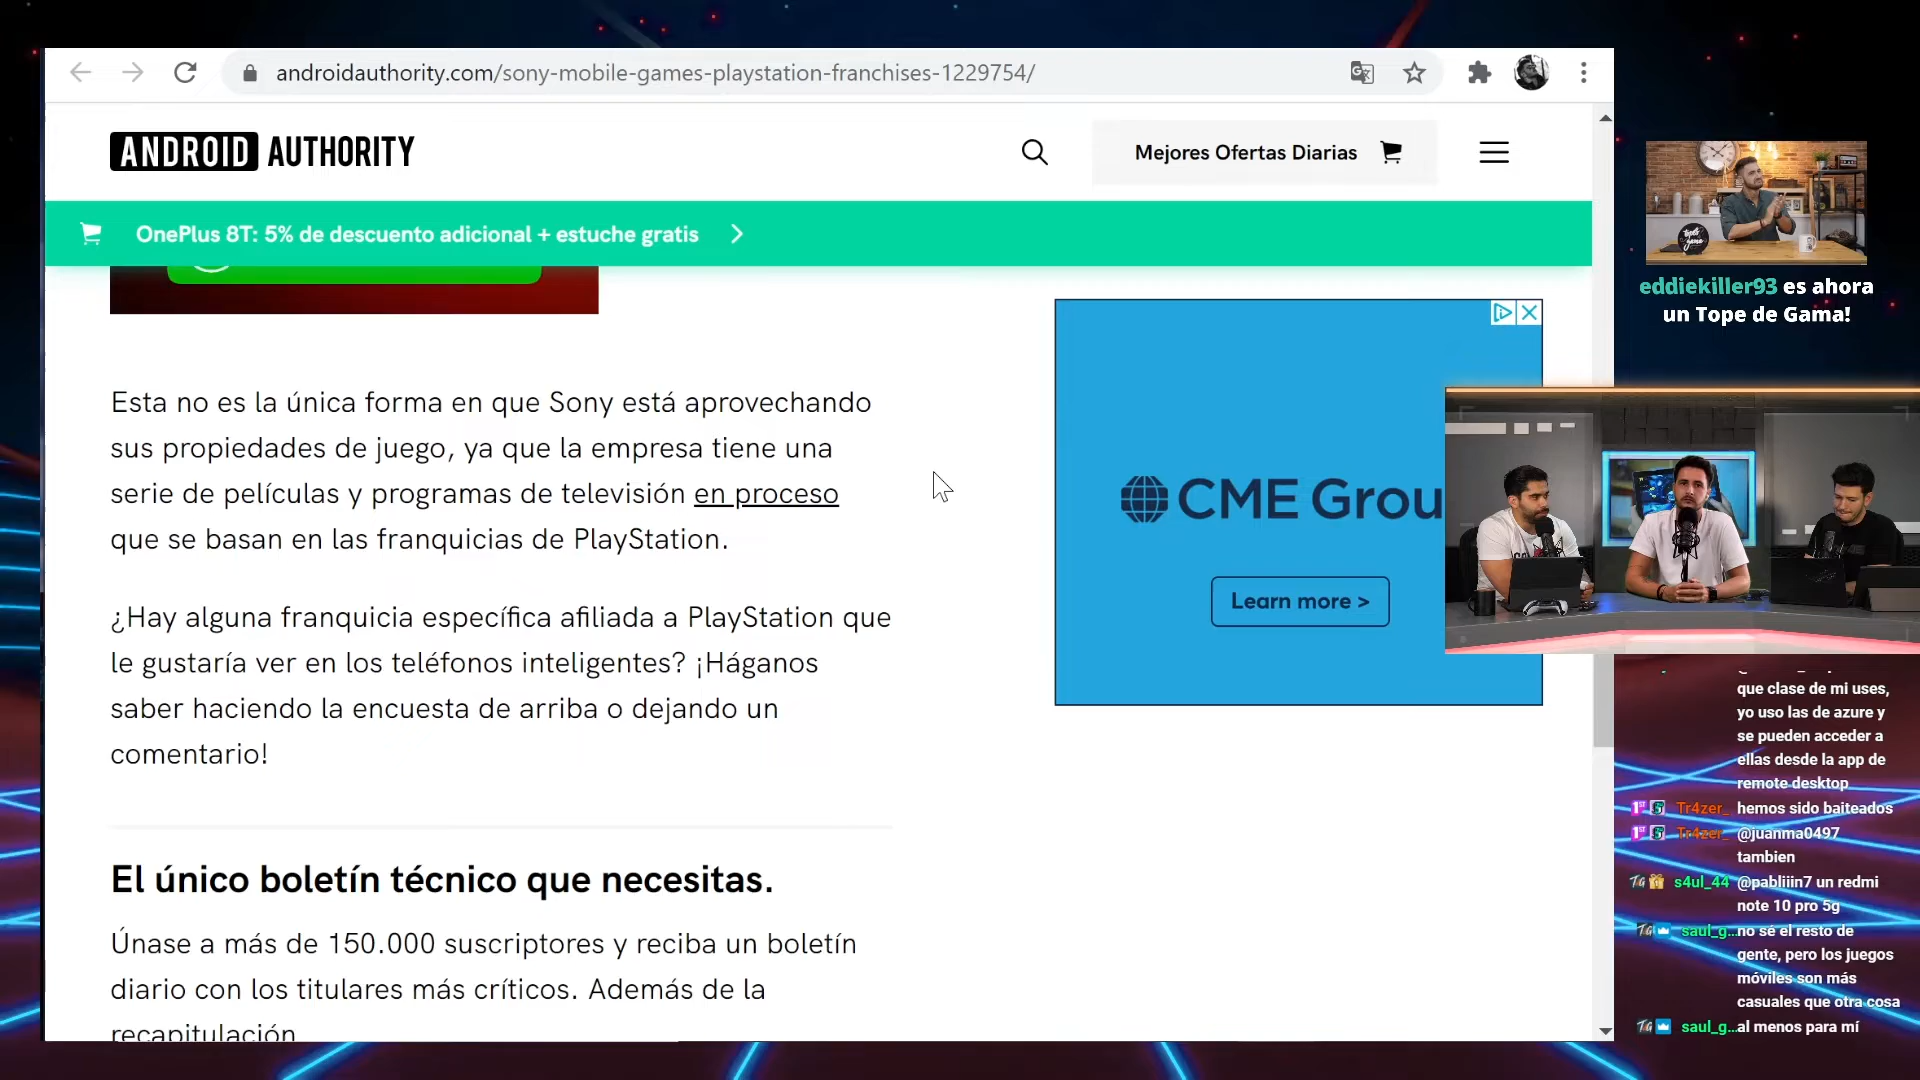 androidauthority.com/sony-mobile-games-playstation-franchises-1229754/
ANDROID AUTHORITY
Mejores Ofertas Diarias
OnePlus 8T: 5% de descuento adicional + estuche gratis
Esta no es la única forma en que Sony está aprovechando
sus propiedades de juego, ya que la empresa tiene una
serie de películas y programas de televisión en proceso
que se basan en las franquicias de PlayStation.
¿Hay alguna franquicia específica afiliada a PlayStation que
le gustaría ver en los teléfonos inteligentes? ¡Háganos
saber haciendo la encuesta de arriba o dejando un
comentario!
El único boletín técnico que necesitas.
Únase a más de 150.000 suscriptores y reciba un boletín
diario con los titulares más críticos. Además de la
recapitulación
CME Grou
Learn more >
eddiekiller93 es ahora
un Tope de Gama!
que clase de mi uses,
yo uso las de azure y
se pueden acceder a
ellas desde la app de
remote desktop
Tr4zer_ hemos sido baiteados
Tr4zer_ @juanma0497
tambien
s4ul_44 @pabliiin7 un redmi
note 10 pro 5g
saul_g... no sé el resto de
gente, pero los juegos
móviles son más
casuales que otra cosa
saul_g... al menos para mí